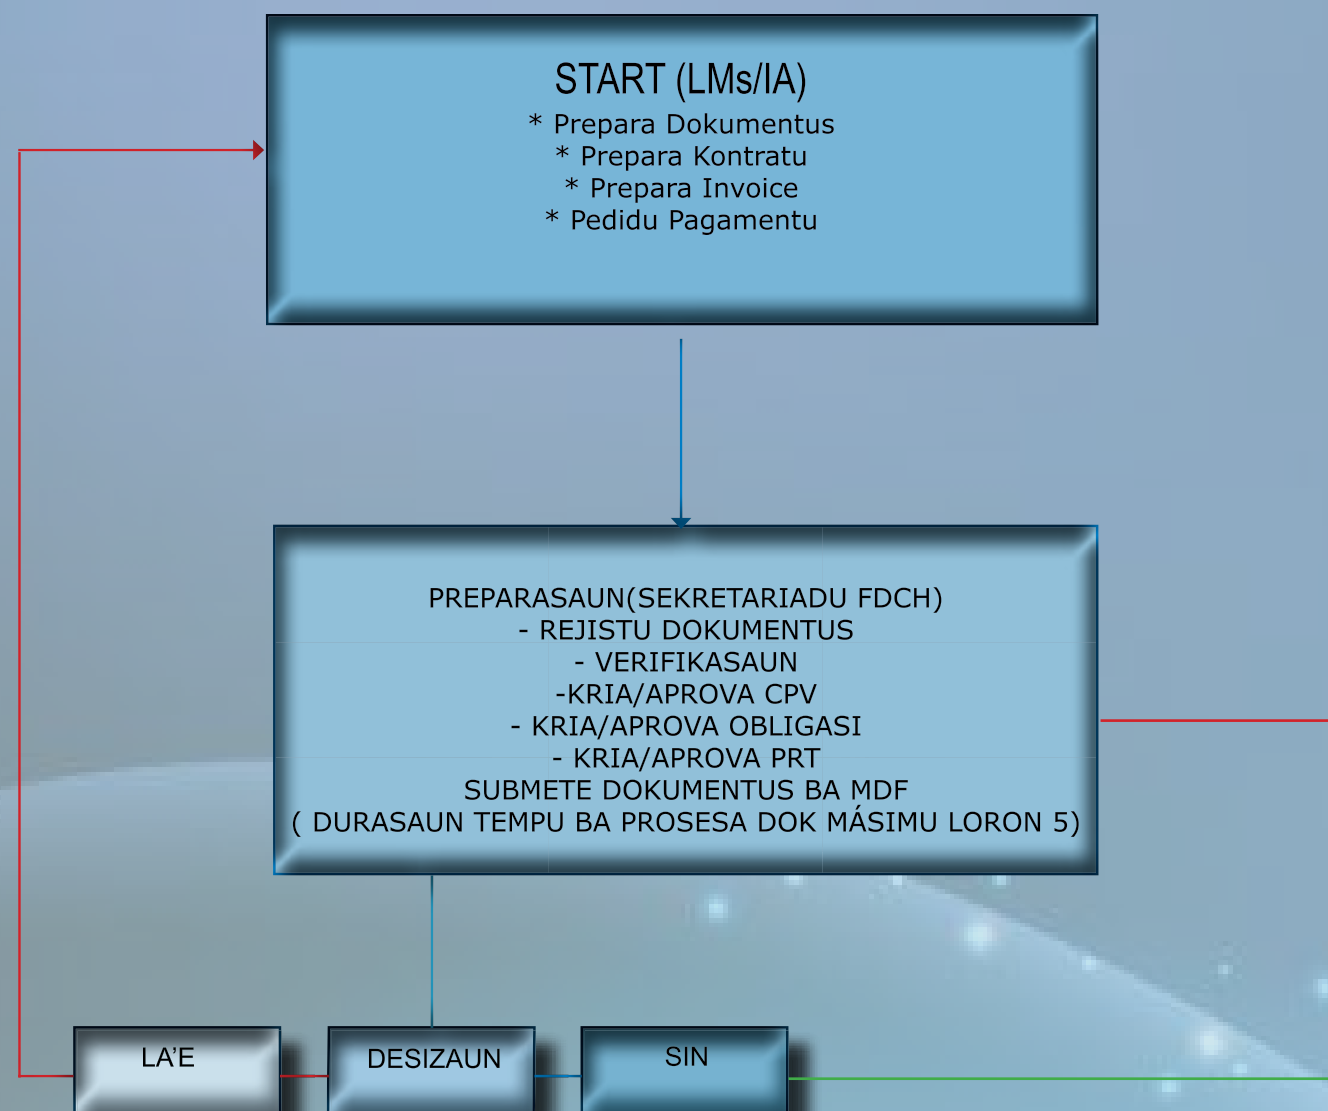 START (LMs/IA)
* Prepara Dokumentus
* Prepara Kontratu
* Prepara Invoice
* Pedidu Pagamentu
PREPARASAUN(SEKRETARIADU FDCH)
- REJISTU DOKUMENTUS
- VERIFIKASAUN
-KRIA/APROVA CPV
- KRIA/APROVA OBLIGASI
- KRIA/APROVA PRT
SUBMETE DOKUMENTUS BA MDF
( DURASAUN TEMPU BA PROSESA DOK MÁSIMU LORON 5)
LA’E
DESIZAUN
SIN